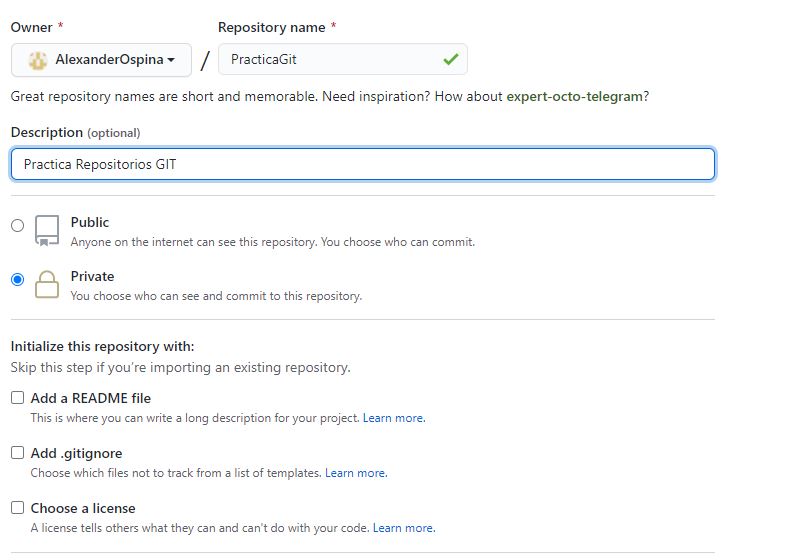 Owner * Repository name *
AlexanderOspina / PracticaGit
Great repository names are short and memorable. Need inspiration? How about expert-octo-telegram?
Description (optional)
Practica Repositorios GIT
Public
Anyone on the internet can see this repository. You choose who can commit.
Private
You choose who can see and commit to this repository.
Initialize this repository with:
Skip this step if you’re importing an existing repository.
Add a README file
This is where you can write a long description for your project. Learn more.
Add .gitignore
Choose which files not to track from a list of templates. Learn more.
Choose a license
A license tells others what they can and can't do with your code. Learn more.